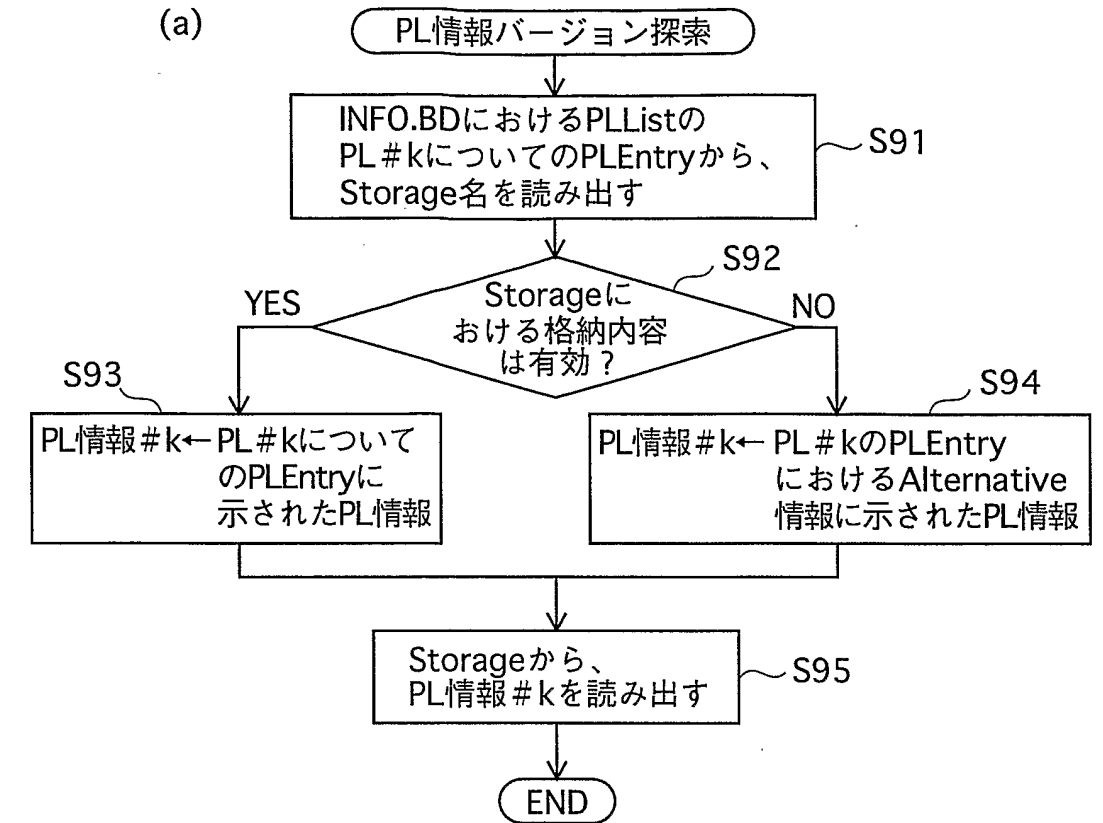 (a)
PL情報バージョン探索
INFO.BDにおけるPLListの
PL#kについてのPLEntryから、
Storage名を読み出す
S91
S92
Storageに
おける格納内容
は有効？
YES
NO
S93
PL情報#k← PL#kについて
のPLEntryに
示されたPL情報
S94
PL情報#k← PL#kのPLEntry
におけるAlternative
情報に示されたPL情報
Storageから、
PL情報#kを読み出す
S95
END